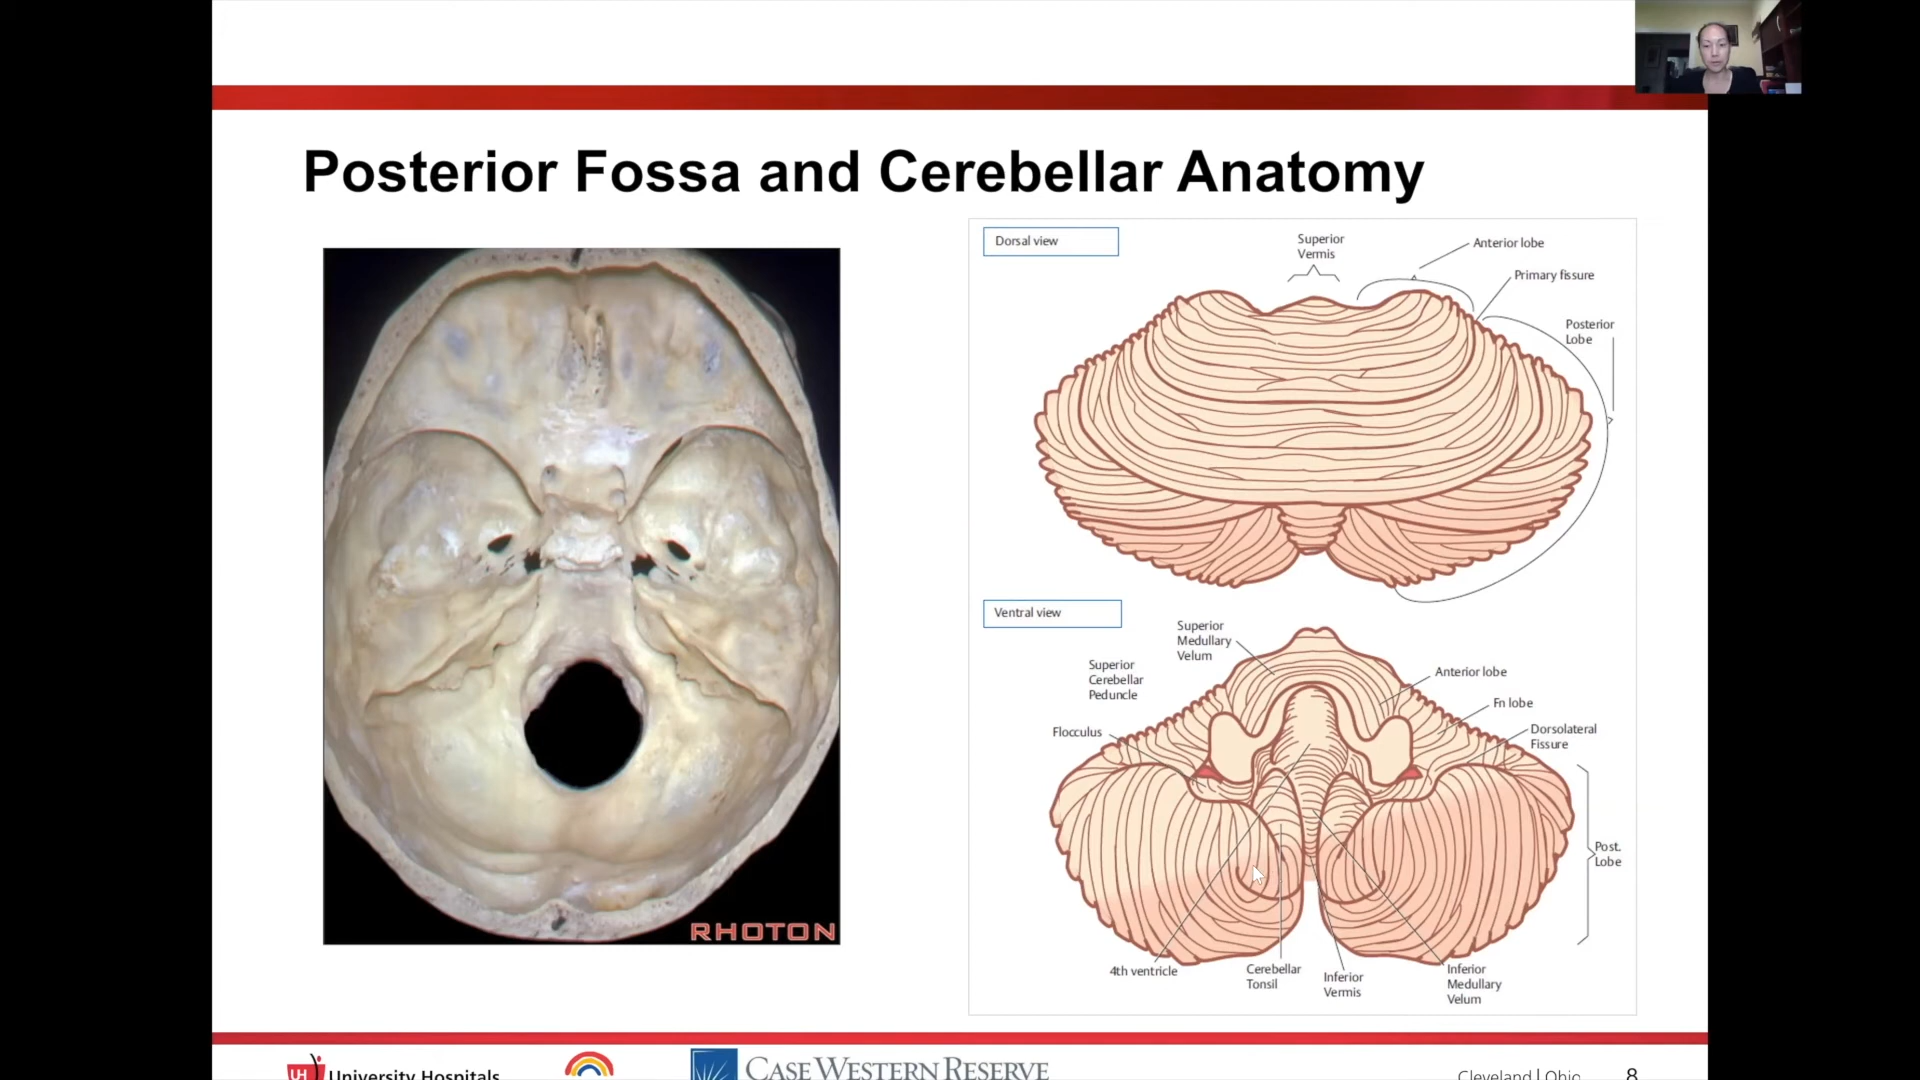 Posterior Fossa and Cerebellar Anatomy
RHOTON
Dorsal view
Superior
Vermis
Anterior lobe
Primary fissure
Posterior
Lobe
Ventral view
Superior
Medullary
Velum
Superior
Cerebellar
Peduncle
Flocculus
Anterior lobe
Fn lobe
Dorsolateral
Fissure
Post.
Lobe
4th ventricle
Cerebellar
Tonsil
Inferior
Vermis
Inferior
Medullary
Velum
UH University Hospitals
CASE WESTERN RESERVE
Cleveland | Ohio
8